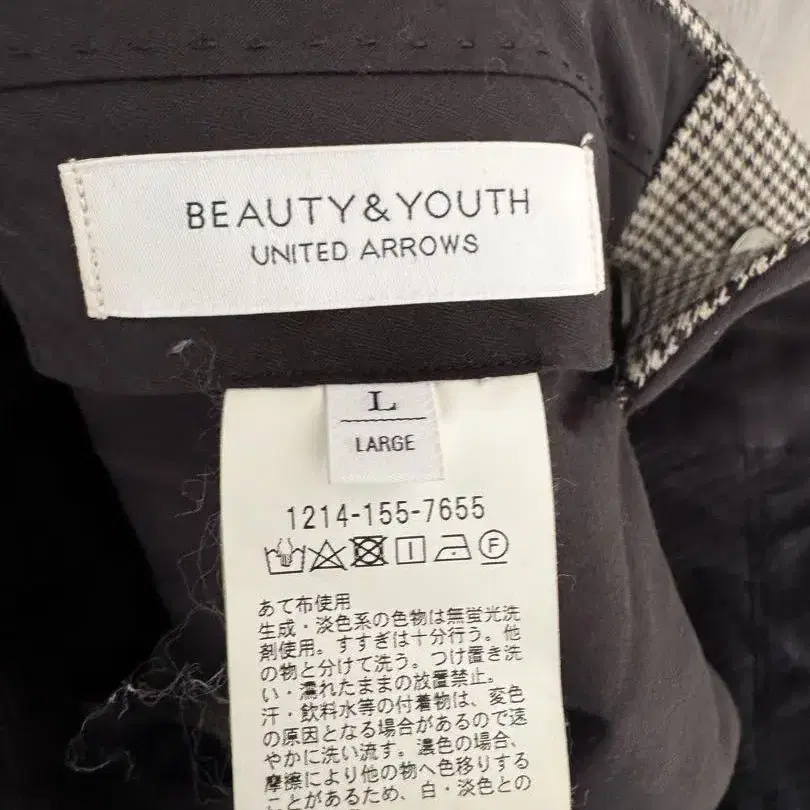 BEAUTY&YOUTH
UNITED ARROWS
L
LARGE
1214-155-7655
F
あて布使用
生成・淡色系の色物は無蛍光洗
剤使用。すすぎは十分行う。他
の物と分けて洗う。つけ置き洗
い・濡れたままの放置禁止。
汗・飲料水等の付着物は、変色
の原因となる場合があるので速
やかに洗い流す。濃色の場合、
摩擦により他の物へ色移りする
ことがあるため、白・淡色との